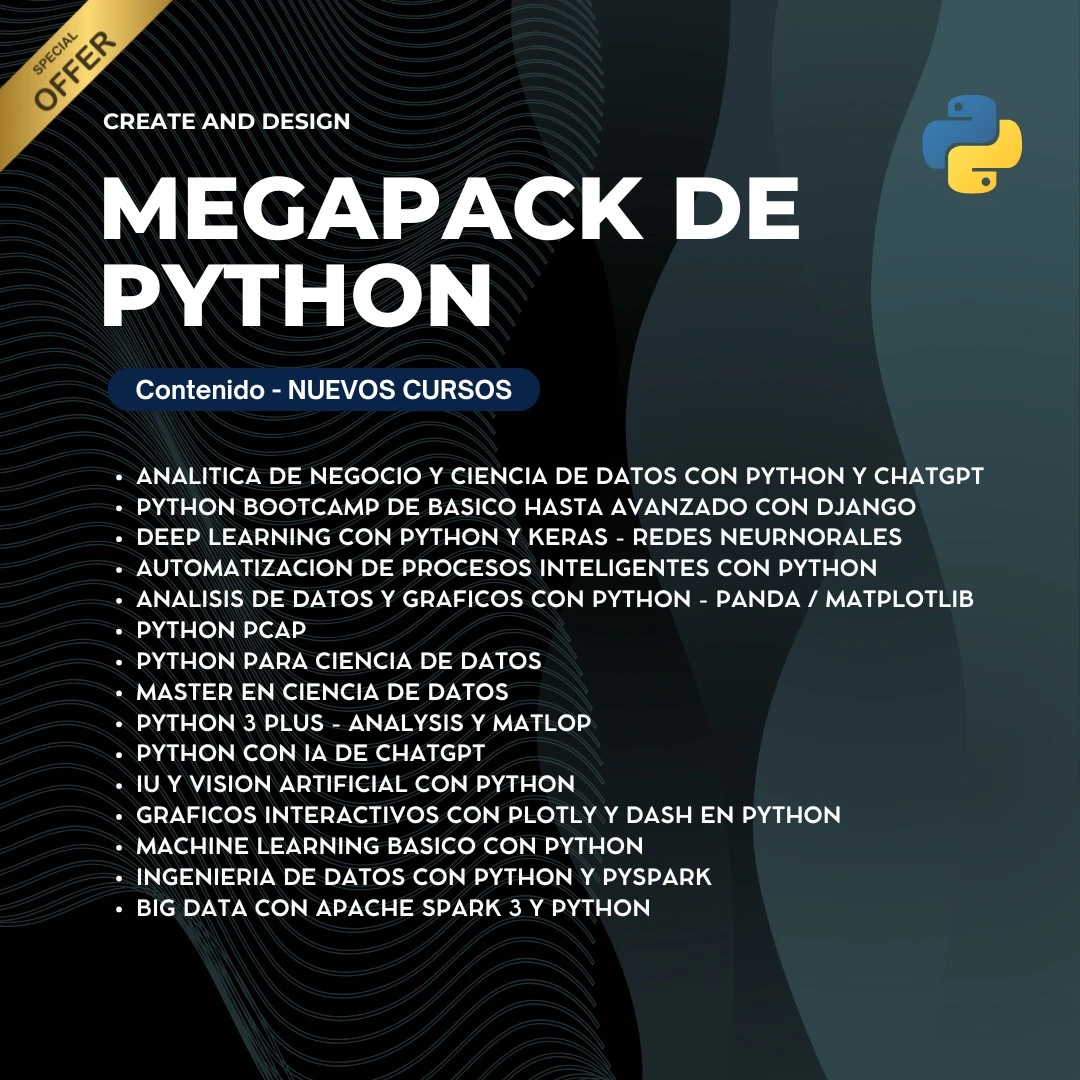 SPECIAL
OFFER
CREATE AND DESIGN
MEGAPACK DE
PYTHON
Contenido - NUEVOS CURSOS
• ANALITICA DE NEGOCIO Y CIENCIA DE DATOS CON PYTHON Y CHATGPT
• PYTHON BOOTCAMP DE BASICO HASTA AVANZADO CON DJANGO
• DEEP LEARNING CON PYTHON Y KERAS - REDES NEURNORALES
• AUTOMATIZACION DE PROCESOS INTELIGENTES CON PYTHON
• ANALISIS DE DATOS Y GRAFICOS CON PYTHON - PANDA / MATPLOTLIB
• PYTHON PCAP
• PYTHON PARA CIENCIA DE DATOS
• MASTER EN CIENCIA DE DATOS
• PYTHON 3 PLUS - ANALYSIS Y MATLOP
• PYTHON CON IA DE CHATGPT
• IU Y VISION ARTIFICIAL CON PYTHON
• GRAFICOS INTERACTIVOS CON PLOTLY Y DASH EN PYTHON
• MACHINE LEARNING BASICO CON PYTHON
• INGENIERIA DE DATOS CON PYTHON Y PYSPARK
• BIG DATA CON APACHE SPARK 3 Y PYTHON